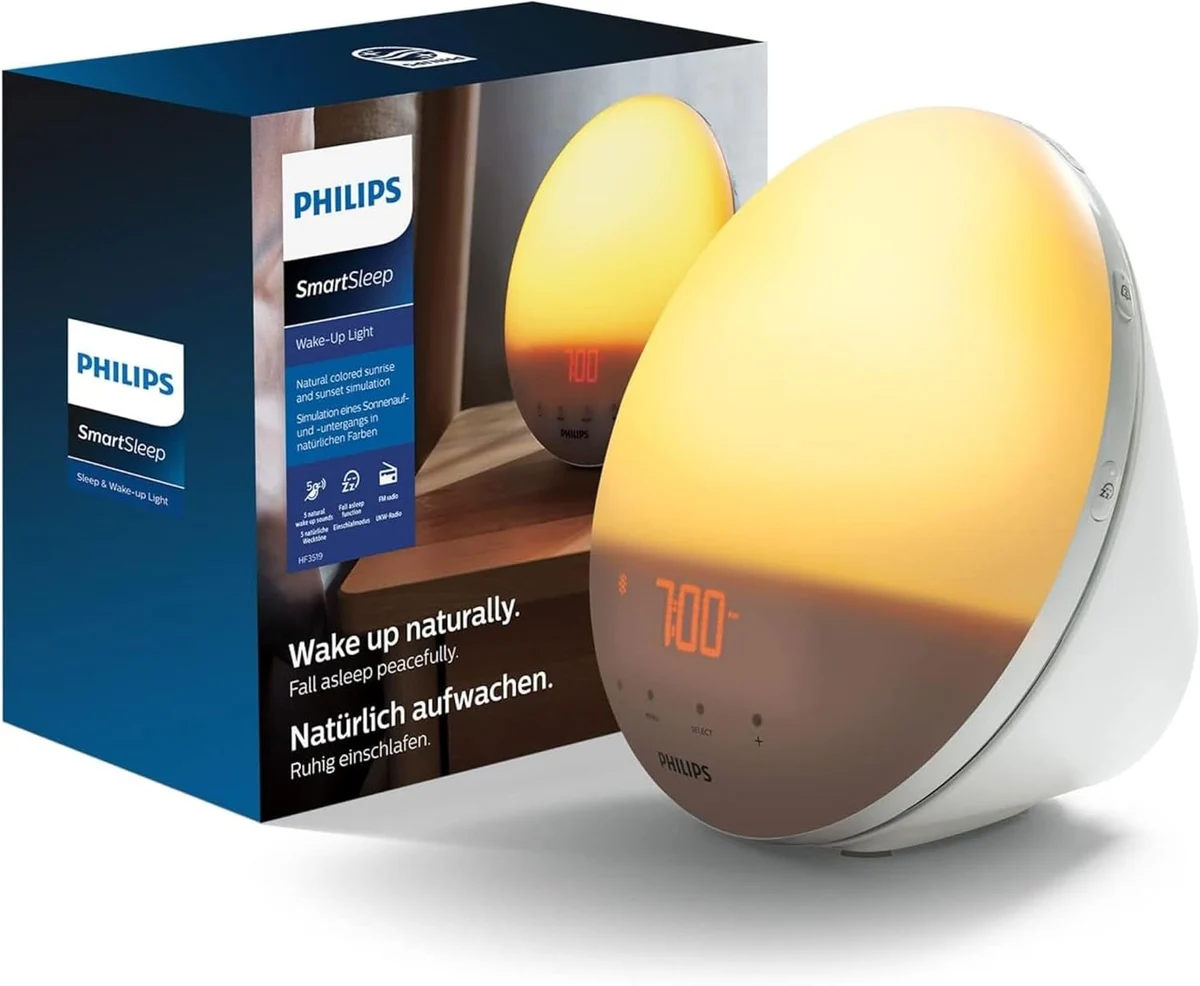 PHILIPS
SmartSleep
Sleep & Wake-up Light
PHILIPS
PHILIPS
SmartSleep
Wake-Up Light
Natural colored sunrise
and sunset simulation
Simulation eines Sonnenauf-
und -untergangs in
natürlichen Farben
5 natural
wake up sounds
5 natürliche
Wecktöne
Fall asleep
function
Einschlafmodus
FM radio
UKW-Radio
HF3519
Wake up naturally.
Fall asleep peacefully.
Natürlich aufwachen.
Ruhig einschlafen.
7:00
PHILIPS
7:00
MENU
SELECT
+
PHILIPS